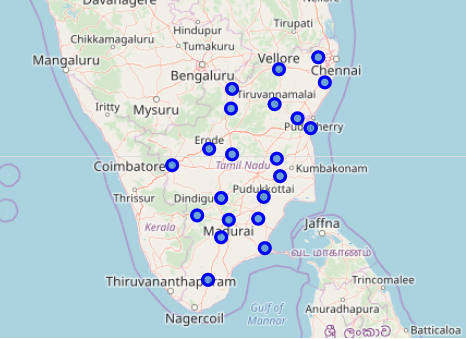 Davanagere
Nellore
Chikkamagaluru
Hindupur
Tirupati
Tumakuru
Mangaluru
Bengaluru
Vellore
Chennai
Iritty
Mysuru
Tiruvannamalai
Erode
Coimbatore
Tamil Nadu
Kumbakonam
Thrissur
Dindigul
Pudukkottai
Kerala
Madurai
Jaffna
வட மாகாணம்
Thiruvananthapuram
Trincomalee
Nagercoil
Gulf of
Mannar
Anuradhapura
Batticaloa